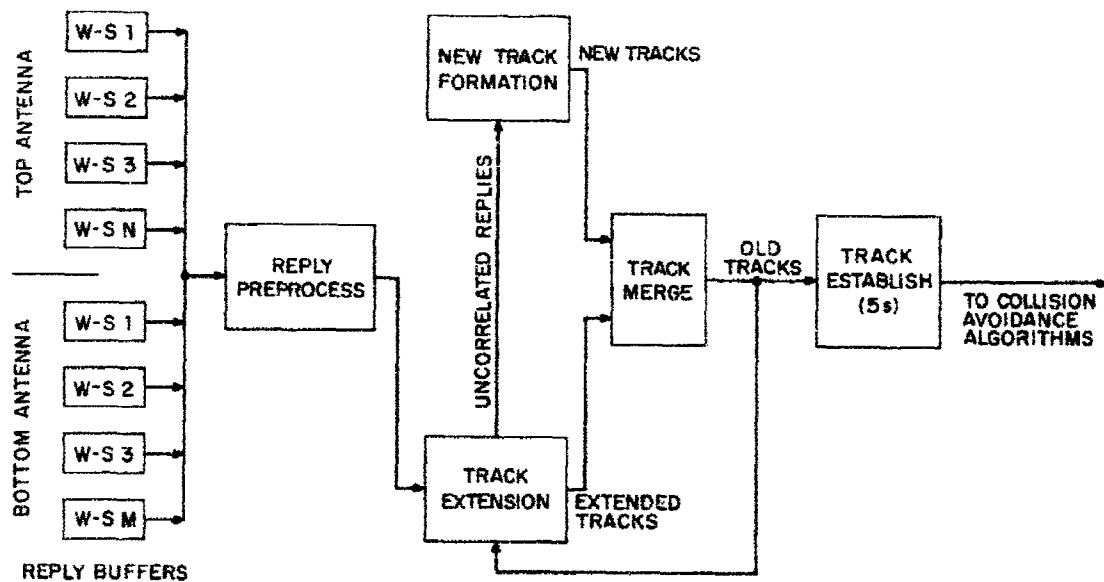 TOP ANTENNA
W-S 1
W-S 2
W-S 3
W-S N
BOTTOM ANTENNA
W-S 1
W-S 2
W-S 3
W-S M
REPLY BUFFERS
REPLY
PREPROCESS
NEW TRACK
FORMATION
NEW TRACKS
UNCORRELATED REPLIES
TRACK
EXTENSION
EXTENDED
TRACKS
TRACK
MERGE
OLD
TRACKS
TRACK
ESTABLISH
(5s)
TO COLLISION
AVOIDANCE
ALGORITHMS